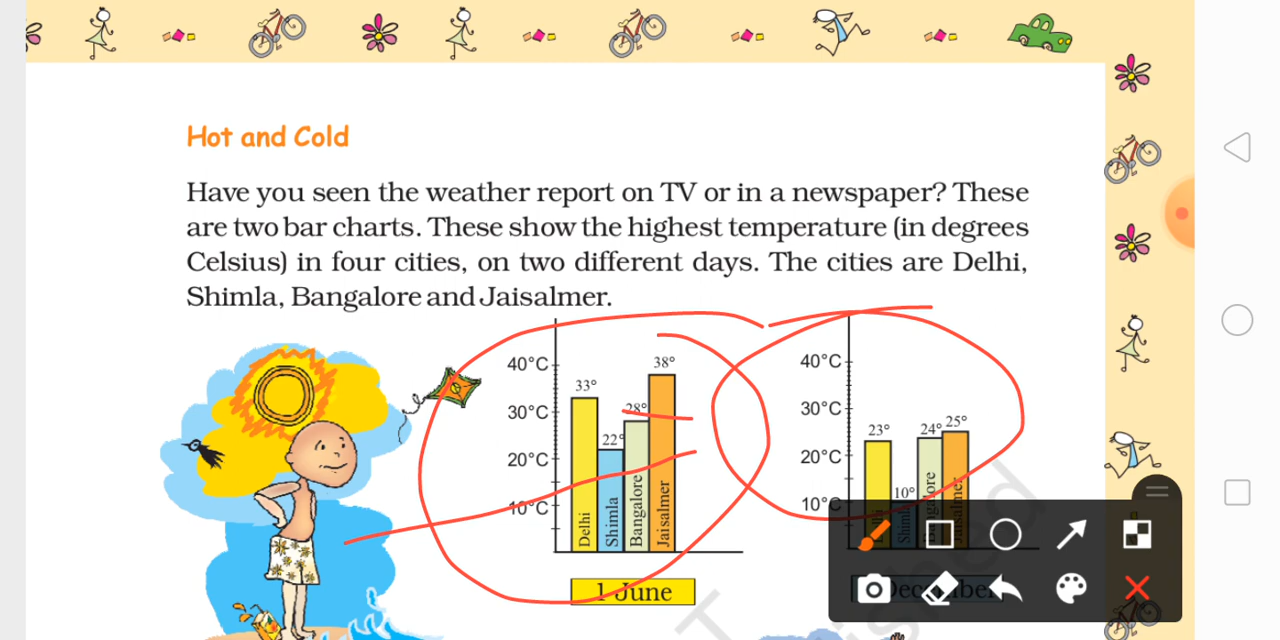 Hot and Cold
Have you seen the weather report on TV or in a newspaper? These
are two bar charts. These show the highest temperature (in degrees
Celsius) in four cities, on two different days. The cities are Delhi,
Shimla, Bangalore and Jaisalmer.
40°C
30°C
20°C
10°C
33°
22°
28°
38°
Delhi
Shimla
Bangalore
Jaisalmer
1 June
40°C
30°C
20°C
10°C
23°
10°
24°
25°